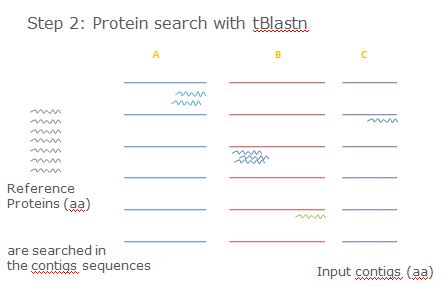 Step 2: Protein search with tBlastn
A B C
Reference
Proteins (aa)
are searched in
the contigs sequences
Input contigs (aa)